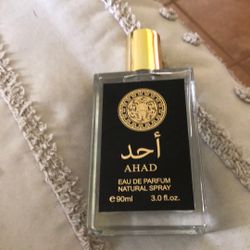 أحد
AHAD
EAU DE PARFUM
NATURAL SPRAY
℮90ml 3.0 fl.oz.